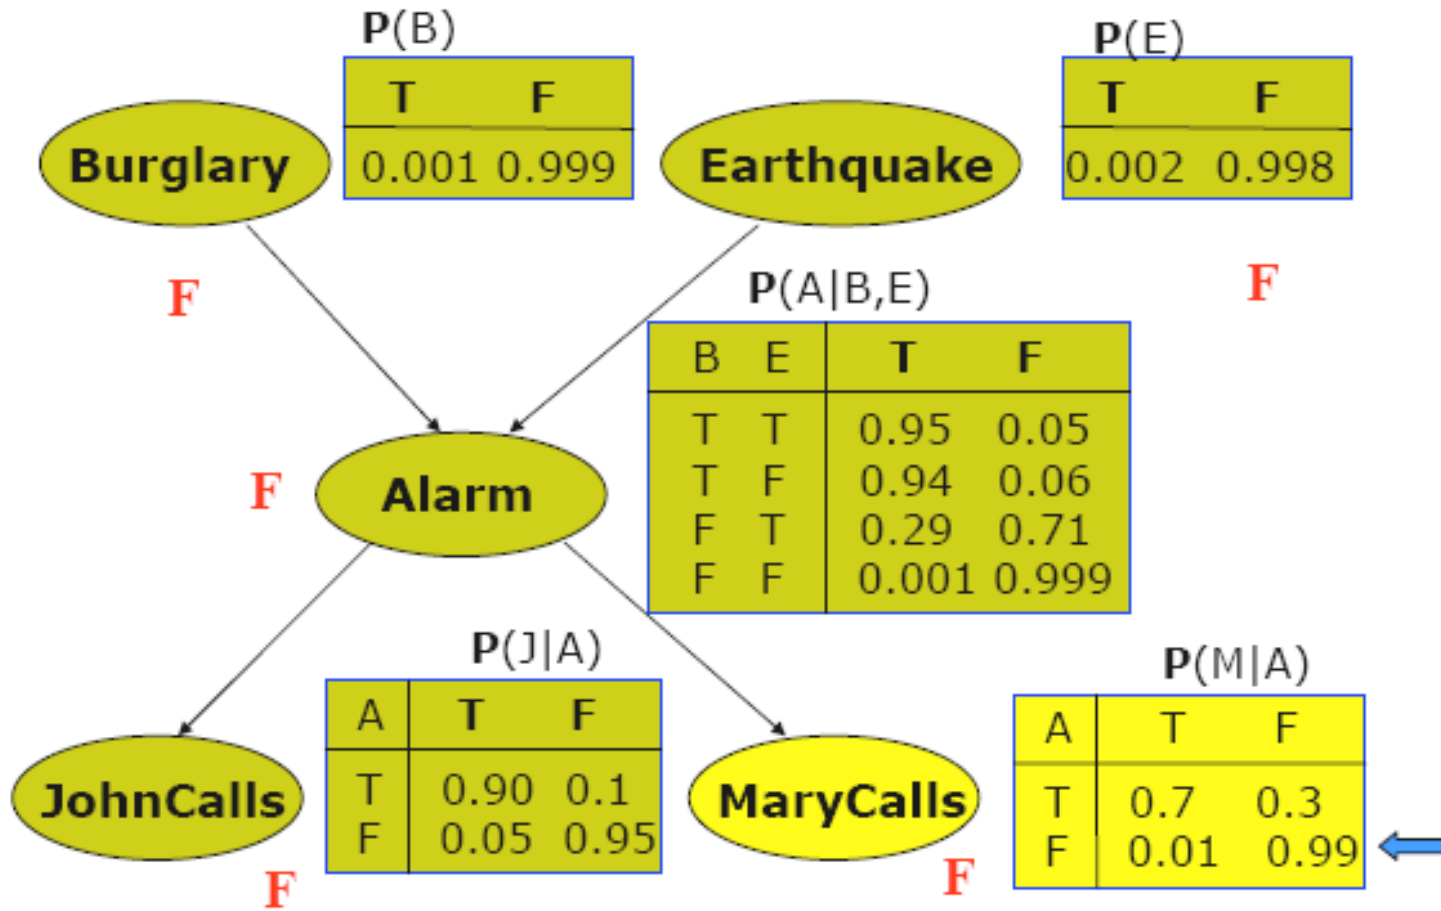 P(B)
T F
0.001 0.999
Burglary
F
P(E)
T F
0.002 0.998
Earthquake
F
P(A|B,E)
B E T F
T T 0.95 0.05
T F 0.94 0.06
F T 0.29 0.71
F F 0.001 0.999
F
Alarm
P(J|A)
A T F
T 0.90 0.1
F 0.05 0.95
JohnCalls
F
P(M|A)
A T F
T 0.7 0.3
F 0.01 0.99
MaryCalls
F